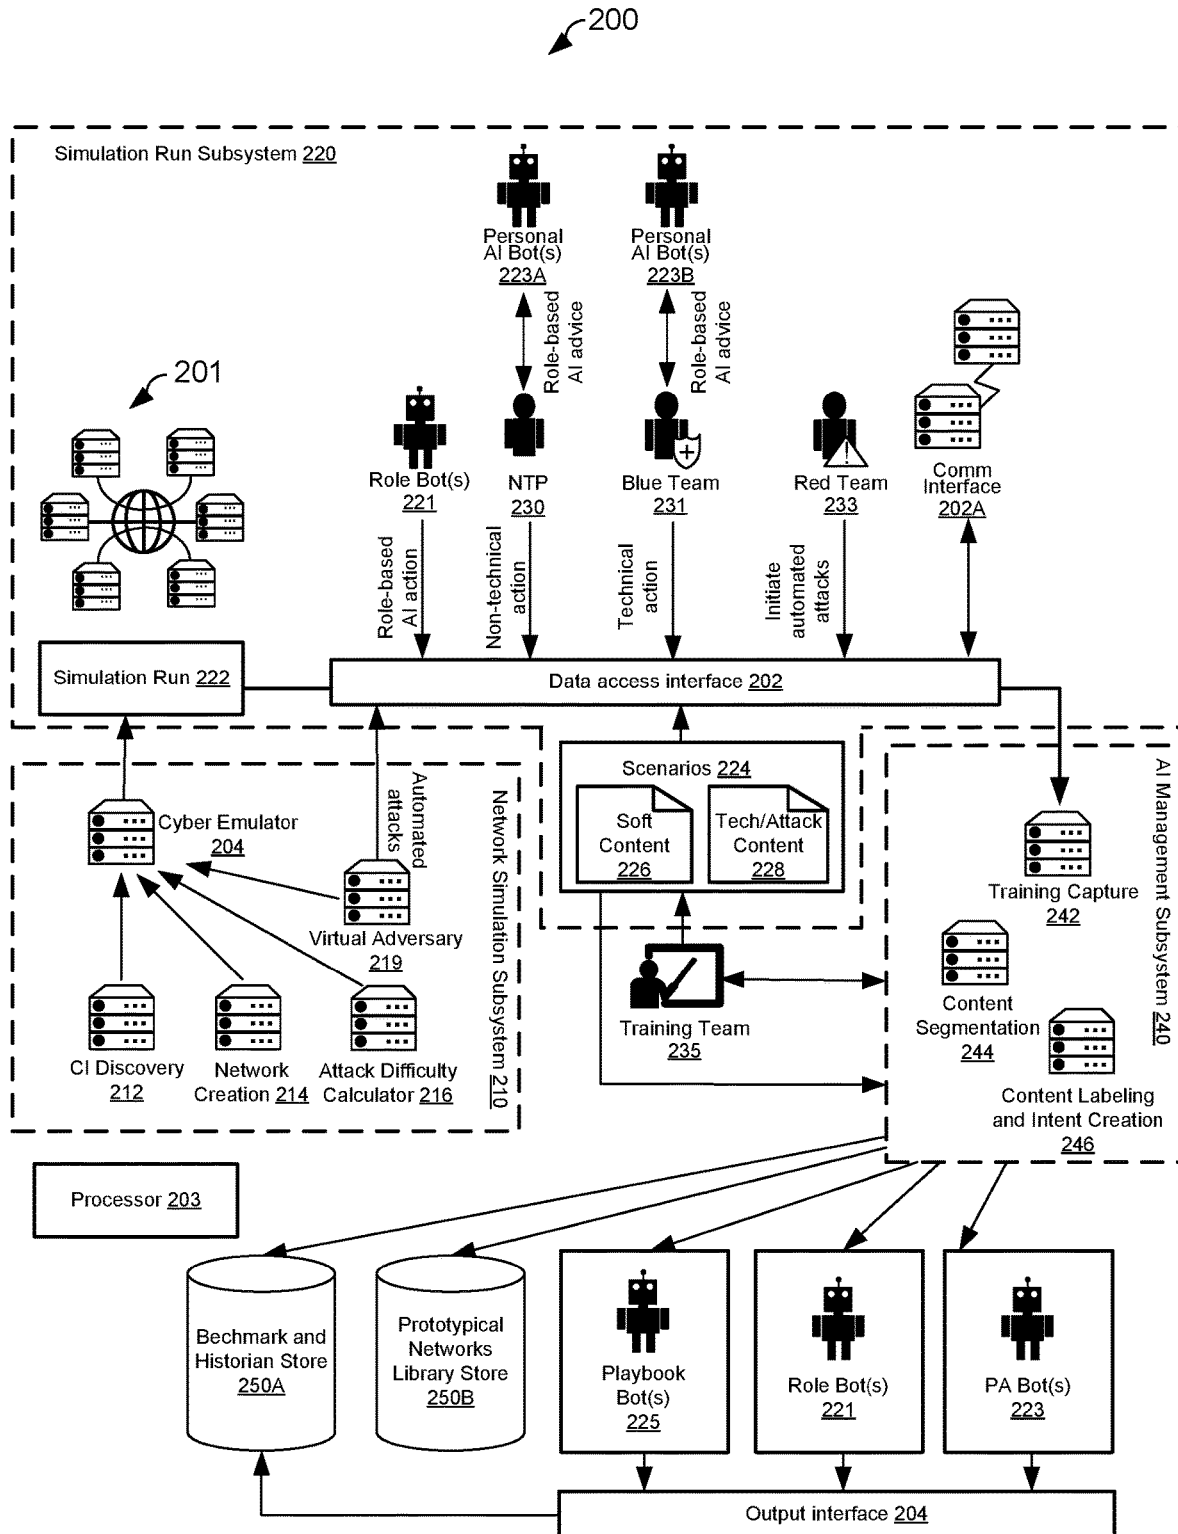 200
Simulation Run Subsystem 220
Personal
AI Bot(s)
223A
Personal
AI Bot(s)
223B
Role-based
AI advice
Role-based
AI advice
201
Role Bot(s)
221
NTP
230
Blue Team
231
Red Team
233
Comm
Interface
202A
Role-based
AI action
Non-technical
action
Technical
action
Initiate
automated
attacks
Simulation Run 222
Data access interface 202
Network Simulation Subsystem 210
Cyber Emulator
204
Automated
attacks
Virtual Adversary
219
CI Discovery
212
Network
Creation 214
Attack Difficulty
Calculator 216
Scenarios 224
Soft
Content
226
Tech/Attack
Content
228
Training Team
235
AI Management Subsystem 240
Training Capture
242
Content
Segmentation
244
Content Labeling
and Intent Creation
246
Processor 203
Bechmark and
Historian Store
250A
Prototypical
Networks
Library Store
250B
Playbook
Bot(s)
225
Role Bot(s)
221
PA Bot(s)
223
Output interface 204